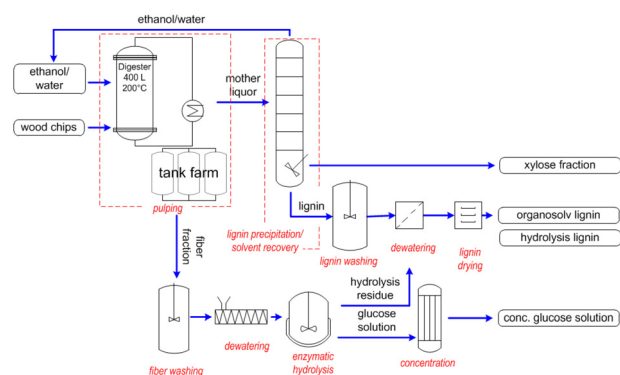 ethanol/water
ethanol/
water
Digester
400 L
200°C
mother
liquor
wood chips
tank farm
pulping
xylose fraction
lignin
organosolv lignin
hydrolysis lignin
lignin precipitation/
solvent recovery
lignin washing
dewatering
lignin
drying
fiber
fraction
hydrolysis
residue
glucose
solution
conc. glucose solution
fiber washing
dewatering
enzymatic
hydrolysis
concentration